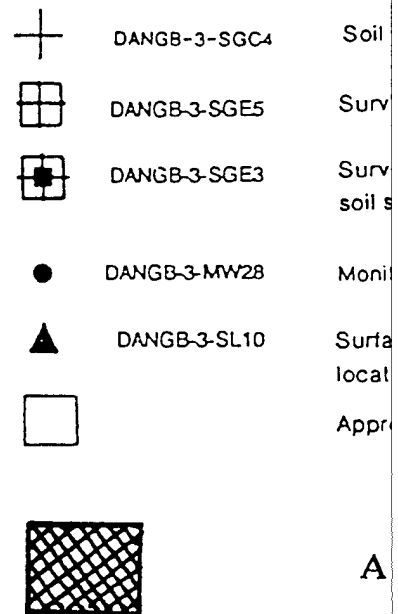 DANGB-3-SGC4 Soil
DANGB-3-SGE5 Surv
DANGB-3-SGE3 Surv
soil s
DANGB-3-MW28 Moni
DANGB-3-SL10 Surfa
locat
Appr
A